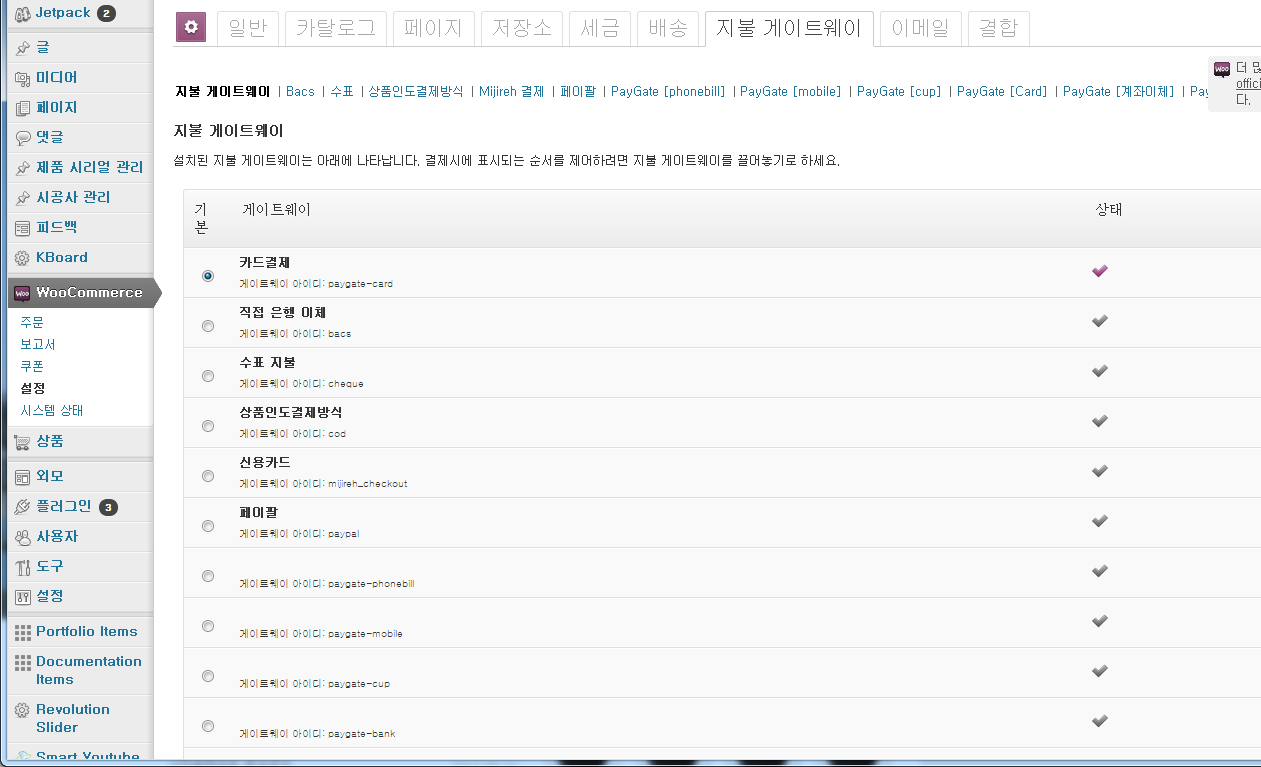 Jetpack 2
글
미디어
페이지
댓글
제품 시리얼 관리
시공사 관리
피드백
KBoard
WooCommerce
주문
보고서
쿠폰
설정
시스템 상태
상품
외모
플러그인 3
사용자
도구
설정
Portfolio Items
Documentation
Items
Revolution
Slider
Smart Youtube
일반 카탈로그 페이지 저장소 세금 배송 지불 게이트웨이 이메일 결합
지불 게이트웨이 | Bacs | 수표 | 상품인도결제방식 | Mijireh 결제 | 페이팔 | PayGate [phonebill] | PayGate [mobile] | PayGate [cup] | PayGate [Card] | PayGate [계좌이체] | Pay
더 많
offici
다.
지불 게이트웨이
설치된 지불 게이트웨이는 아래에 나타납니다. 결제시에 표시되는 순서를 제어하려면 지불 게이트웨이를 끌어놓기로 하세요.
기본 게이트웨이 상태
카드결제
게이트웨이 아이디: paygate-card
직접 은행 이체
게이트웨이 아이디: bacs
수표 지불
게이트웨이 아이디: cheque
상품인도결제방식
게이트웨이 아이디: cod
신용카드
게이트웨이 아이디: mijireh_checkout
페이팔
게이트웨이 아이디: paypal
게이트웨이 아이디: paygate-phonebill
게이트웨이 아이디: paygate-mobile
게이트웨이 아이디: paygate-cup
게이트웨이 아이디: paygate-bank